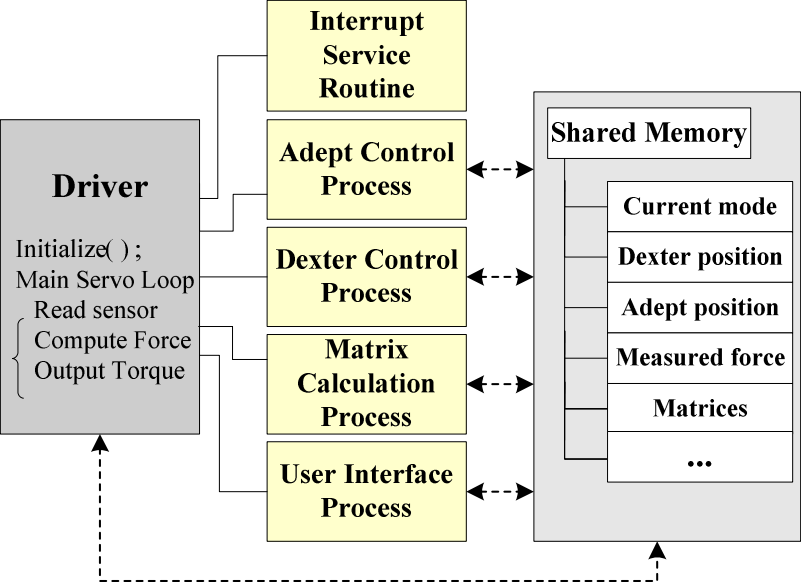 Driver
Initialize( ) ;
Main Servo Loop
Read sensor
Compute Force
Output Torque
Interrupt
Service
Routine
Adept Control
Process
Dexter Control
Process
Matrix
Calculation
Process
User Interface
Process
Shared Memory
Current mode
Dexter position
Adept position
Measured force
Matrices
...